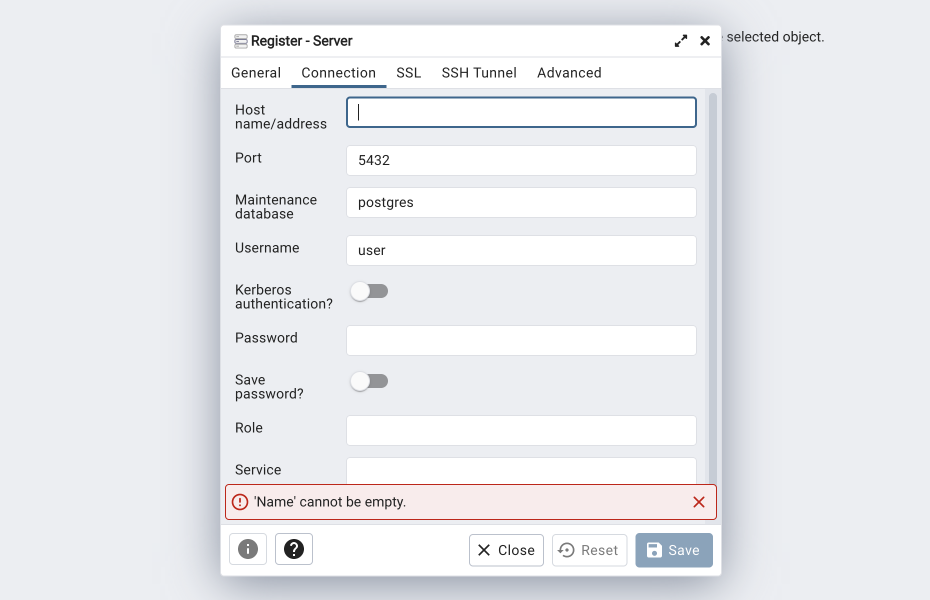 Register - Server
selected object.
General Connection SSL SSH Tunnel Advanced
Host
name/address
Port
5432
Maintenance
database
postgres
Username
user
Kerberos
authentication?
Password
Save
password?
Role
Service
'Name' cannot be empty.
Close Reset Save